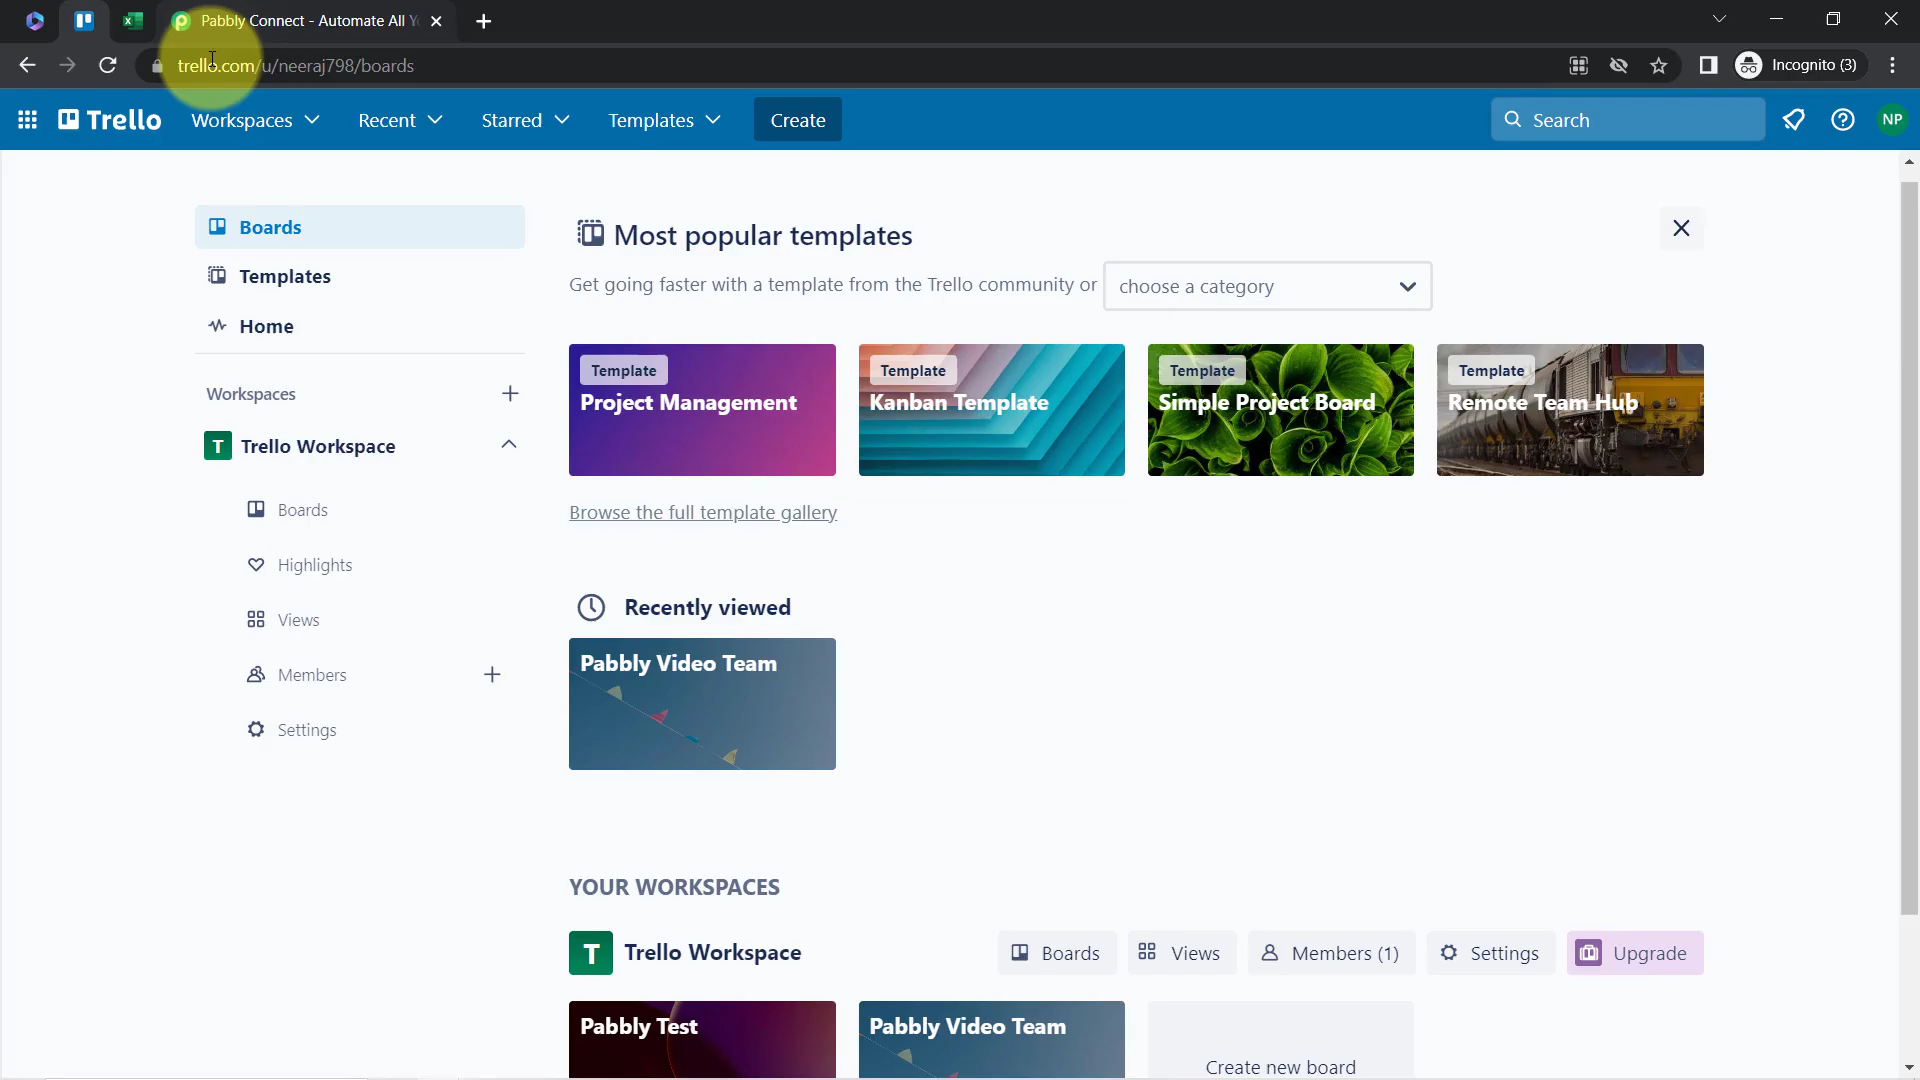 Pabbly Connect - Automate All Y
trello.com/u/neeraj798/boards
Incognito (3)
Trello
Workspaces
Recent
Starred
Templates
Create
Search
NP
Boards
Templates
Home
Workspaces
T Trello Workspace
Boards
Highlights
Views
Members
Settings
Most popular templates
Get going faster with a template from the Trello community or
choose a category
Template
Project Management
Template
Kanban Template
Template
Simple Project Board
Template
Remote Team Hub
Browse the full template gallery
Recently viewed
Pabbly Video Team
YOUR WORKSPACES
T Trello Workspace
Boards
Views
Members (1)
Settings
Upgrade
Pabbly Test
Pabbly Video Team
Create new board